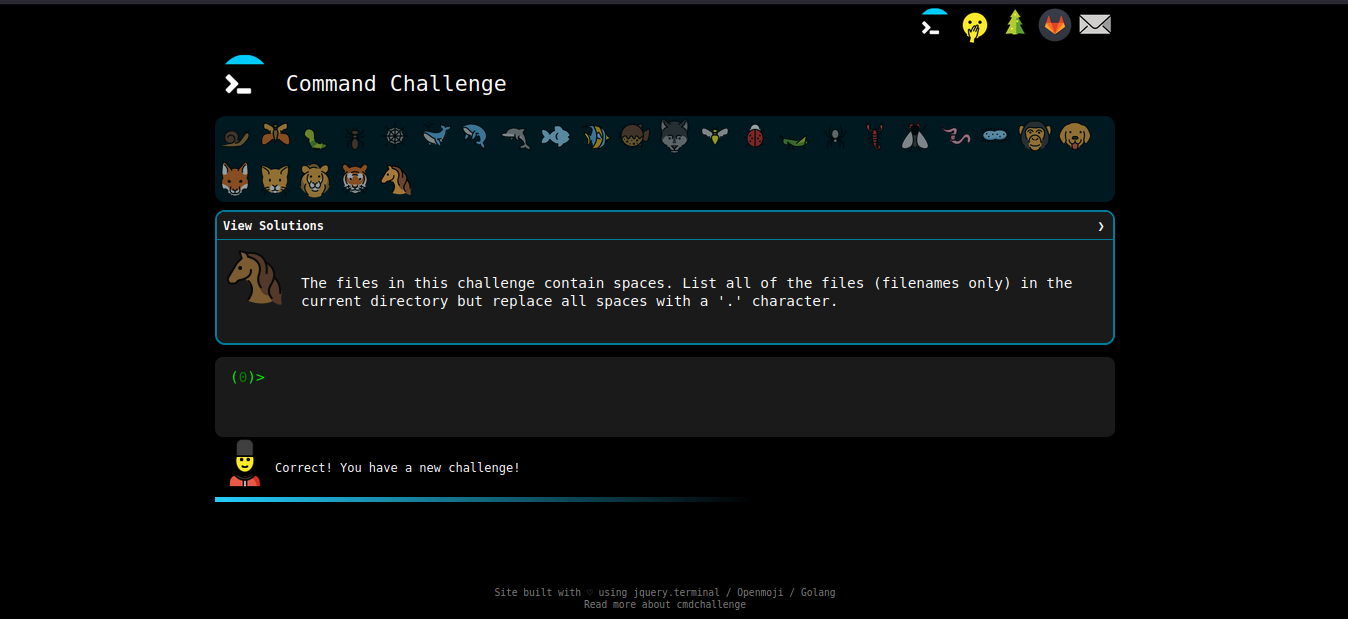 Command Challenge
View Solutions ❯
The files in this challenge contain spaces. List all of the files (filenames only) in the
current directory but replace all spaces with a '.' character.
(0)>
Correct! You have a new challenge!
Site built with ♡ using jquery.terminal / Openmoji / Golang
Read more about cmdchallenge